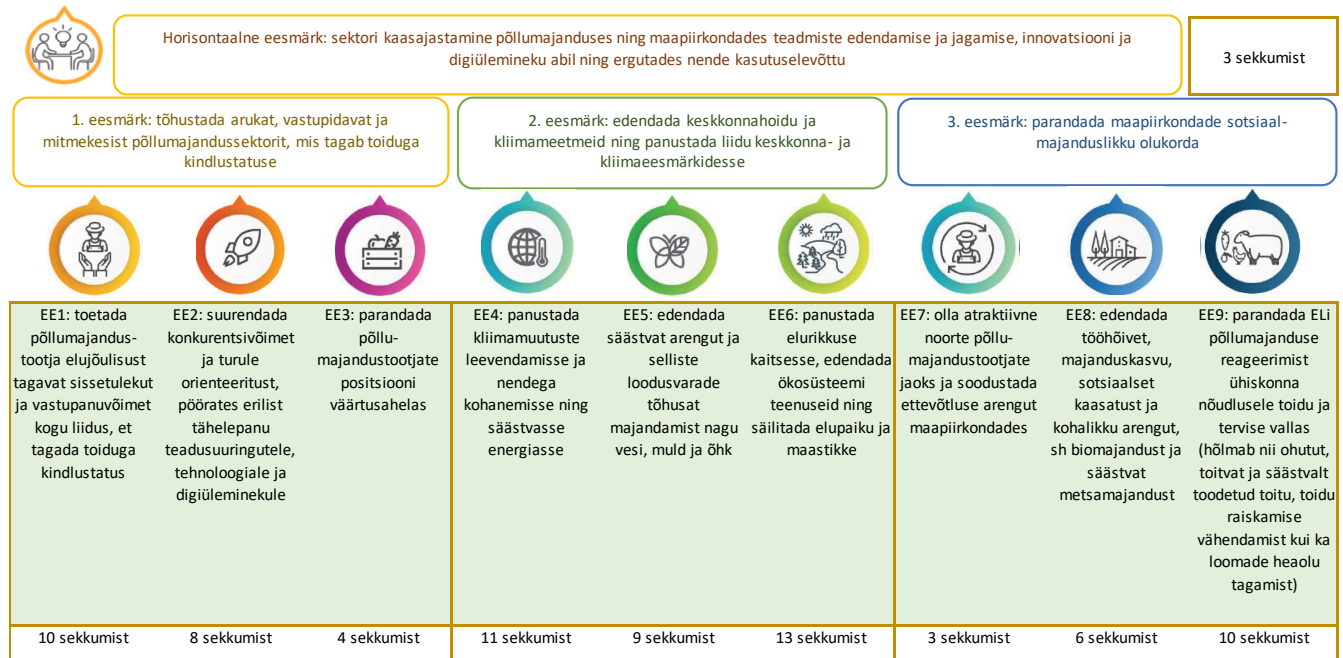 Horisontaalne eesmärk: sektori kaasajastamine põllumajanduses ning maapiirkondades teadmiste edendamise ja jagamise, innovatsiooni ja
digiülemineku abil ning ergutades nende kasutuselevõttu
3 sekkumist
1. eesmärk: tõhustada arukat, vastupidavat ja
mitmekesist põllumajandussektorit, mis tagab toiduga
kindlustatuse
2. eesmärk: edendada keskkonnahoidu ja
kliimameetmeid ning panustada liidu keskkonna- ja
kliimaeesmärkidesse
3. eesmärk: parandada maapiirkondade sotsiaal-
majanduslikku olukorda
EE1: toetada
põllumajandus-
tootja elujõulisust
tagavat sissetulekut
ja vastupanuvõimet
kogu liidus, et
tagada toiduga
kindlustatus
EE2: suurendada
konkurentsivõimet
ja turule
orienteeritust,
pöörates erilist
tähelepanu
teadusuuringutele,
tehnoloogiale ja
digiüleminekule
EE3: parandada
põllu-
majandustootjate
positsiooni
väärtusahelas
EE4: panustada
kliimamuutuste
leevendamisse ja
nendega
kohanemisse ning
säästvasse
energiasse
EE5: edendada
säästvat arengut ja
selliste
loodusvarade
tõhusat
majandamist nagu
vesi, muld ja õhk
EE6: panustada
elurikkuse
kaitsesse, edendada
ökosüsteemi
teenuseid ning
säilitada elupaiku ja
maastikke
EE7: olla atraktiivne
noorte põllu-
majandustootjate
jaoks ja soodustada
ettevõtluse arengut
maapiirkondades
EE8: edendada
tööhõivet,
majanduskasvu,
sotsiaalset
kaasatust ja
kohalikku arengut,
sh biomajandust ja
säästvat
metsamajandust
EE9: parandada ELi
põllumajanduse
reageerimist
ühiskonna
nõudlusele toidu ja
tervise vallas
(hõlmab nii ohutut,
toitvat ja säästvalt
toodetud toitu, toidu
raiskamise
vähendamist kui ka
loomade heaolu
tagamist)
10 sekkumist
8 sekkumist
4 sekkumist
11 sekkumist
9 sekkumist
13 sekkumist
3 sekkumist
6 sekkumist
10 sekkumist